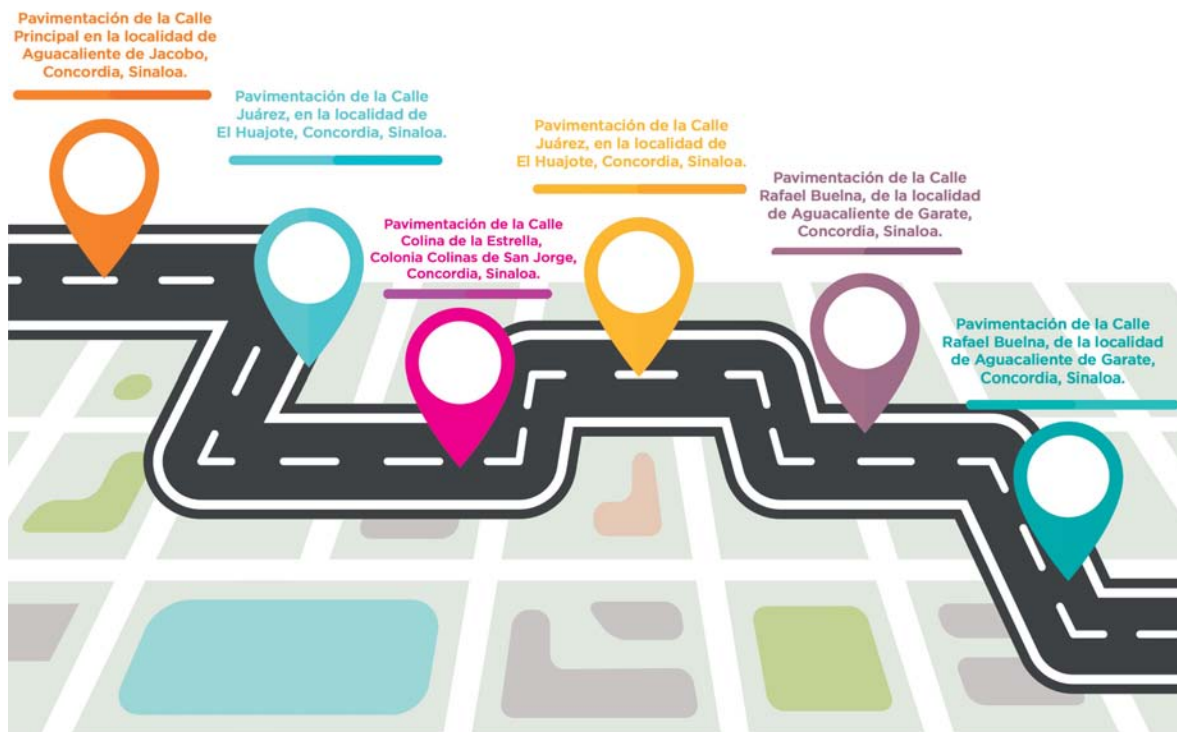 Pavimentación de la Calle
Principal en la localidad de
Aguacaliente de Jacobo,
Concordia, Sinaloa.
Pavimentación de la Calle
Juárez, en la localidad de
El Huajote, Concordia, Sinaloa.
Pavimentación de la Calle
Colina de la Estrella,
Colonia Colinas de San Jorge,
Concordia, Sinaloa.
Pavimentación de la Calle
Juárez, en la localidad de
El Huajote, Concordia, Sinaloa.
Pavimentación de la Calle
Rafael Buelna, de la localidad
de Aguacaliente de Garate,
Concordia, Sinaloa.
Pavimentación de la Calle
Rafael Buelna, de la localidad
de Aguacaliente de Garate,
Concordia, Sinaloa.